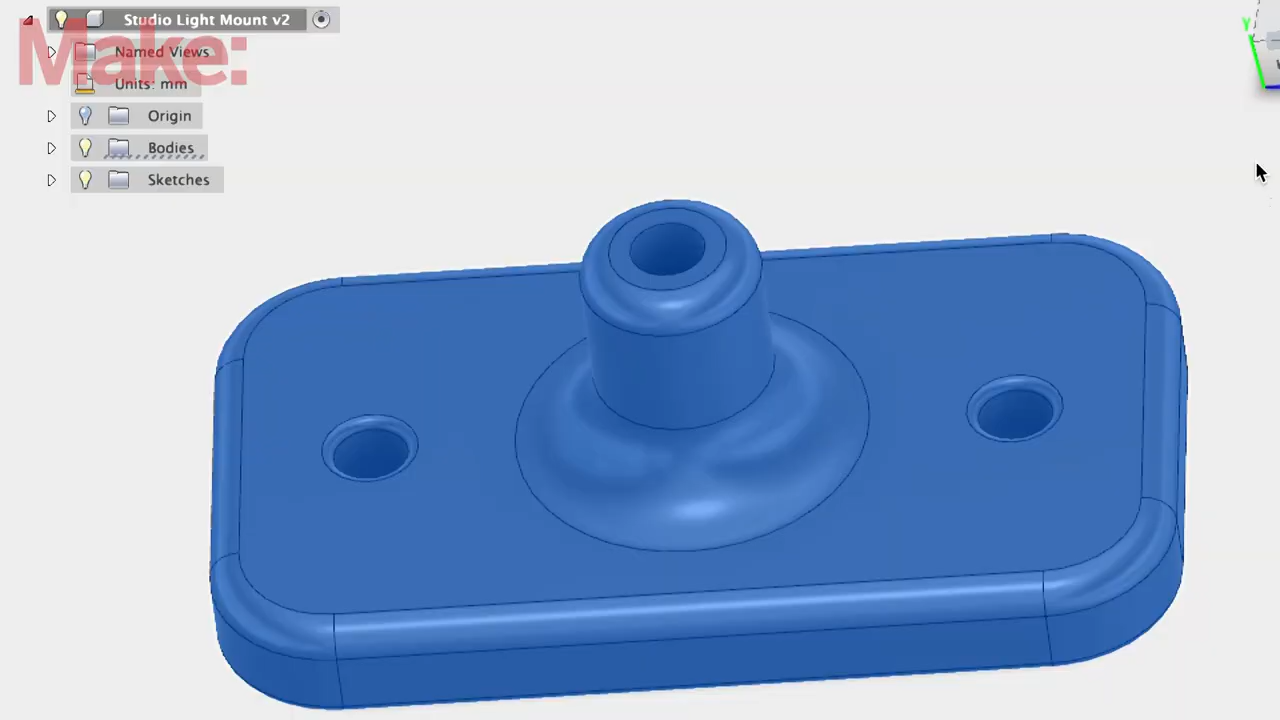 Studio Light Mount v2
Make:
Named Views
Units: mm
Origin
Bodies
Sketches
Y